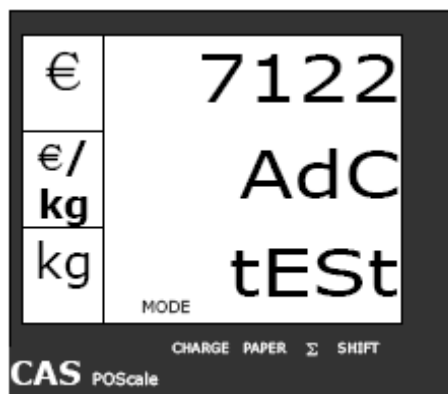 € 7122
€/kg AdC
kg tESt
MODE
CHARGE PAPER Σ SHIFT
CAS POScale